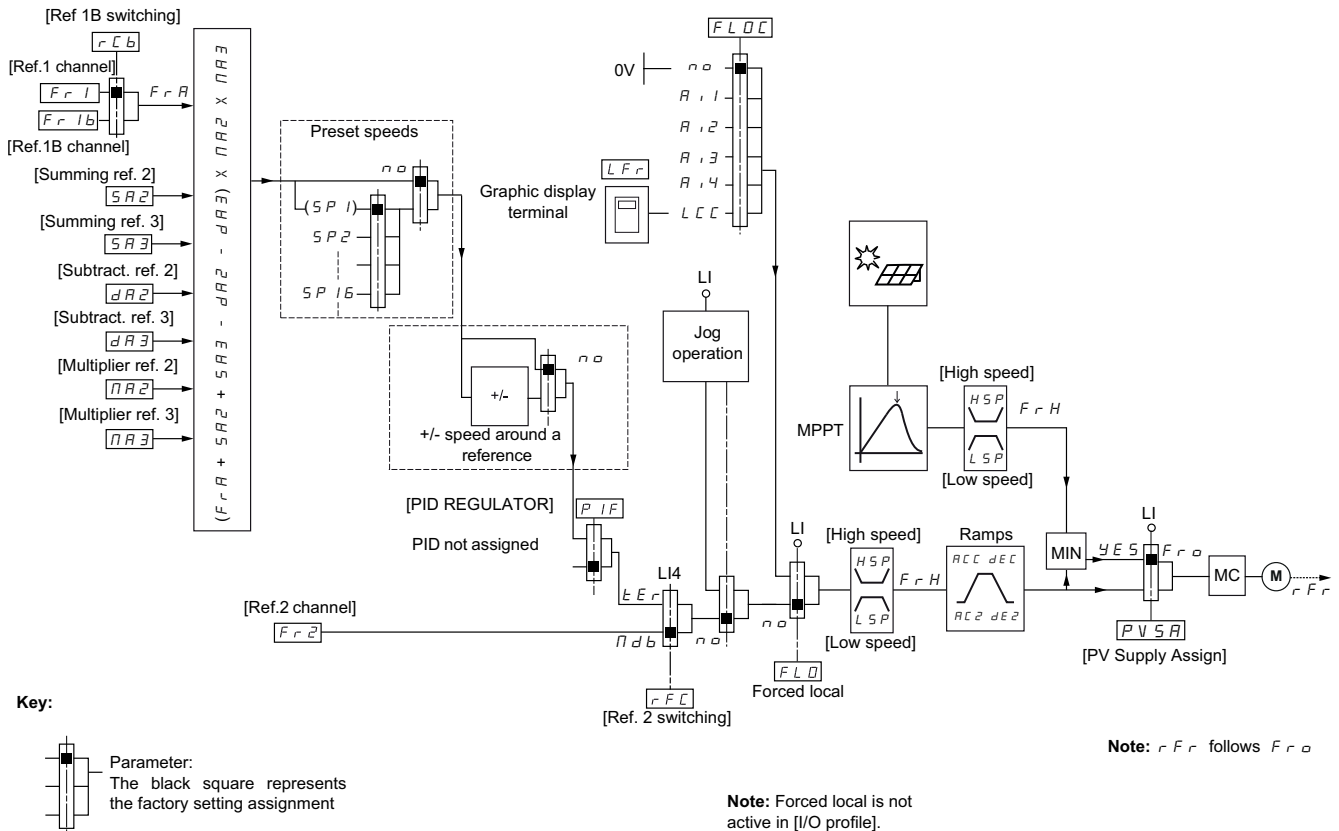 [Ref 1B switching]
rCb
[Ref.1 channel]
Fr1
FrA
Fr1b
[Ref.1B channel]
[Summing ref. 2]
SA2
[Summing ref. 3]
SA3
[Subtract. ref. 2]
dA2
[Subtract. ref. 3]
dA3
[Multiplier ref. 2]
MA2
[Multiplier ref. 3]
MA3
(FrA + SA2 + SA3 - dA2 - dA3) x MA2 x MA3
Preset speeds
no
(SP1)
SP2
SP16
+/-
no
+/- speed around a
reference
[PID REGULATOR]
PIF
PID not assigned
FLOC
0V
no
Ai1
Ai2
Ai3
Ai4
LCC
LFr
Graphic display
terminal
LI
Jog
operation
MPPT
[High speed]
HSP
FrH
LSP
[Low speed]
[Ref.2 channel]
Fr2
LI4
tEr
Mdb
no
rFC
[Ref. 2 switching]
LI
no
FLO
Forced local
[High speed]
HSP
FrH
LSP
[Low speed]
Ramps
ACC dEC
AC2 dE2
MIN
YES
LI
Fro
PVSA
[PV Supply Assign]
MC
M
rFr
Key:
Parameter:
The black square represents
the factory setting assignment
Note: Forced local is not
active in [I/O profile].
Note: rFr follows Fro